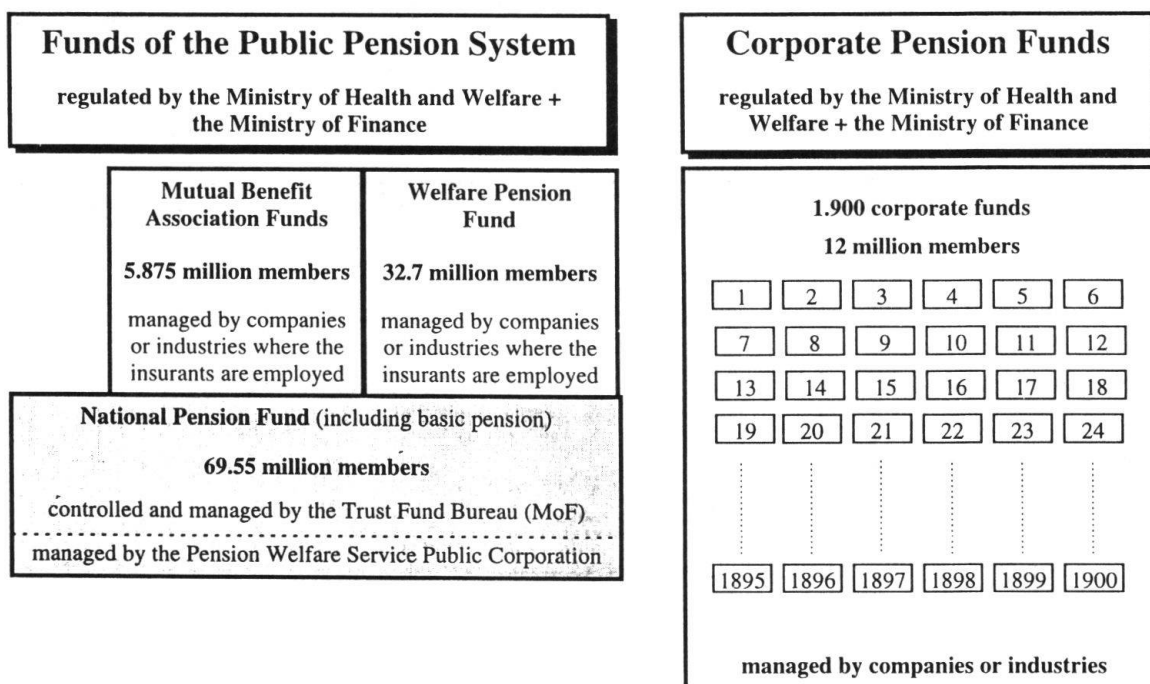 Funds of the Public Pension System
regulated by the Ministry of Health and Welfare +
the Ministry of Finance
Mutual Benefit
Association Funds
5.875 million members
managed by companies
or industries where the
insurants are employed
Welfare Pension
Fund
32.7 million members
managed by companies
or industries where the
insurants are employed
National Pension Fund (including basic pension)
69.55 million members
controlled and managed by the Trust Fund Bureau (MoF)
managed by the Pension Welfare Service Public Corporation
Corporate Pension Funds
regulated by the Ministry of Health and
Welfare + the Ministry of Finance
1.900 corporate funds
12 million members
1 2 3 4 5 6
7 8 9 10 11 12
13 14 15 16 17 18
19 20 21 22 23 24
1895 1896 1897 1898 1899 1900
managed by companies or industries